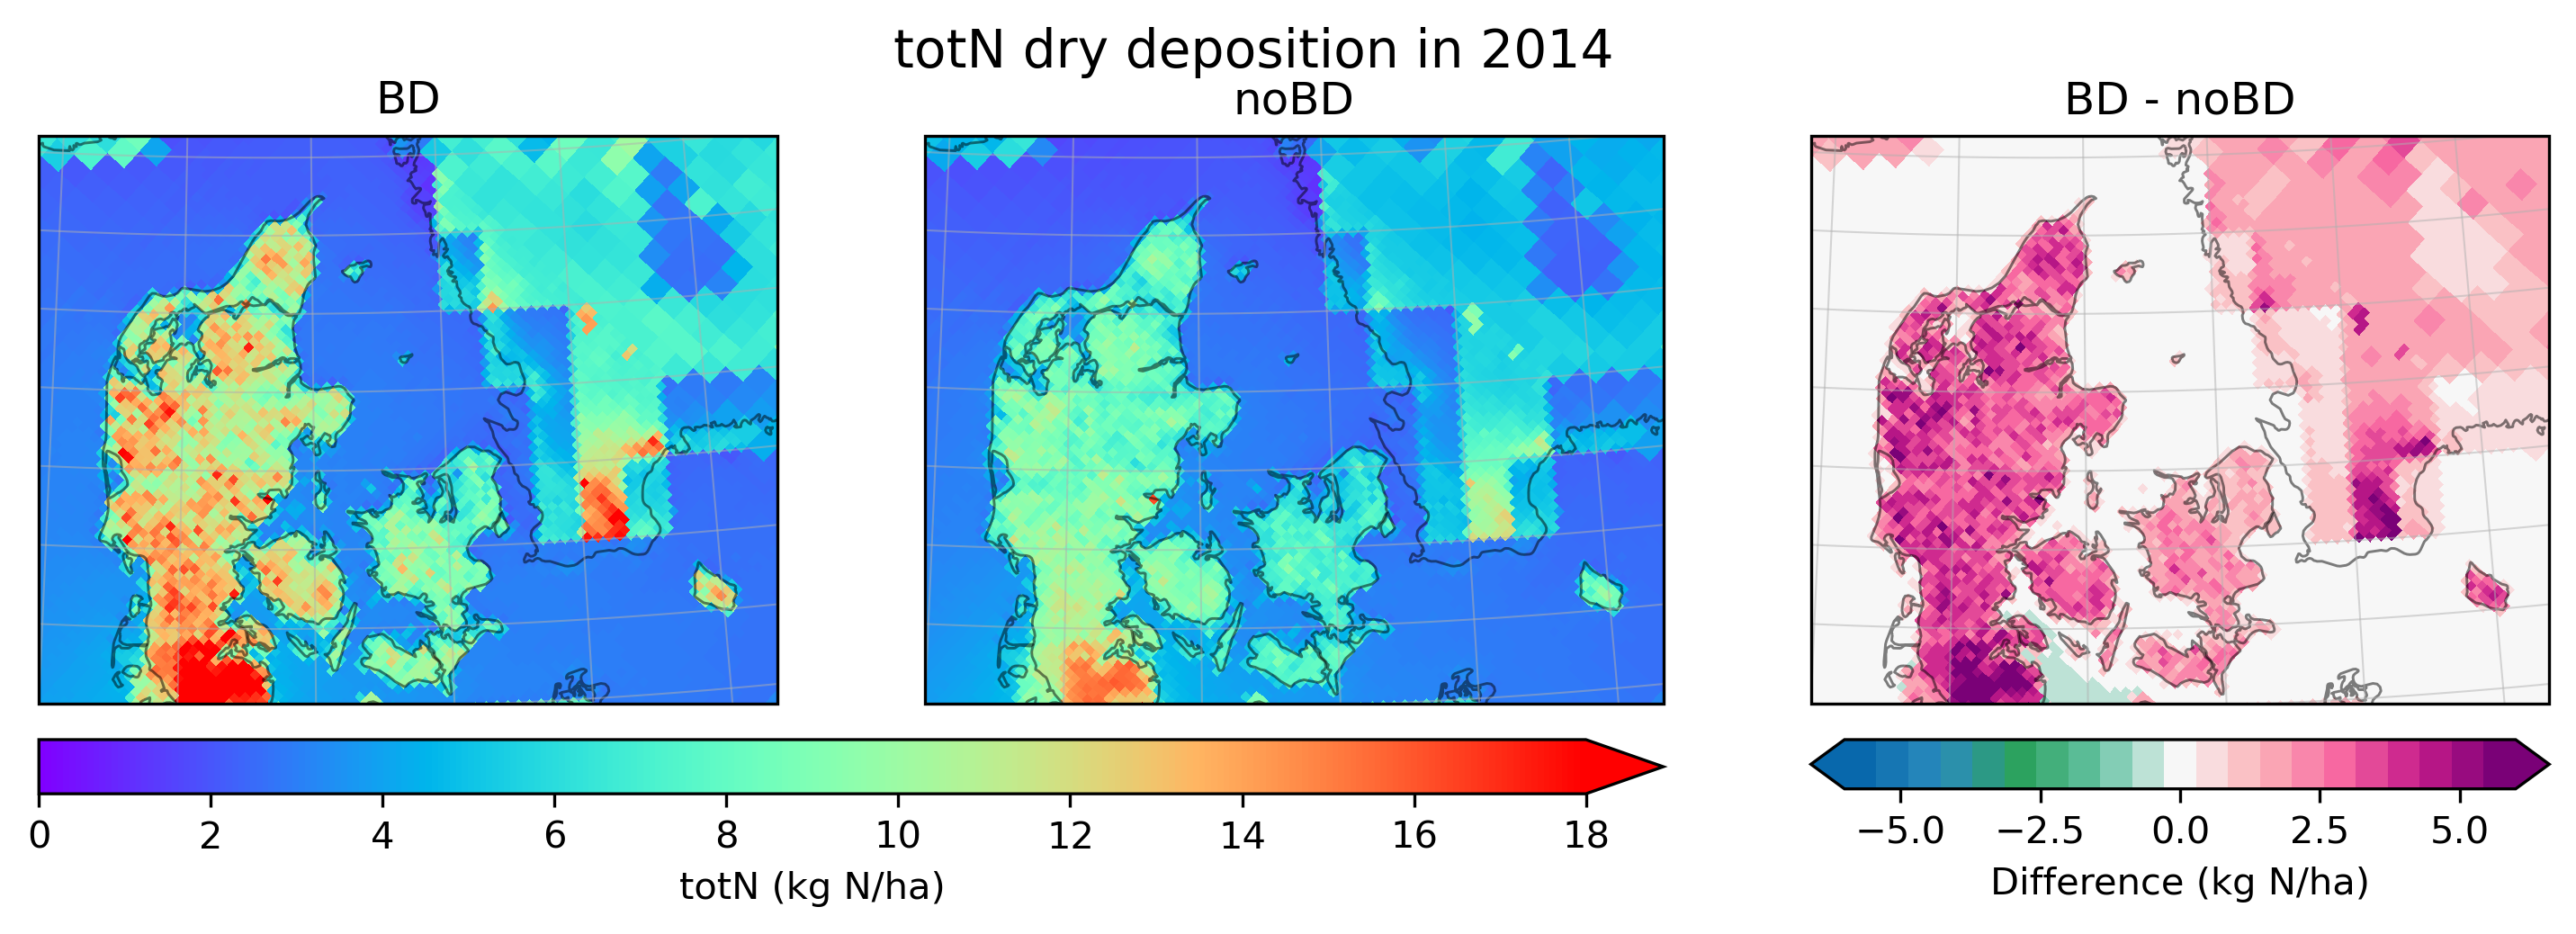 totN dry deposition in 2014
BD
noBD
BD - noBD
0 2 4 6 8 10 12 14 16 18
totN (kg N/ha)
−5.0 −2.5 0.0 2.5 5.0
Difference (kg N/ha)